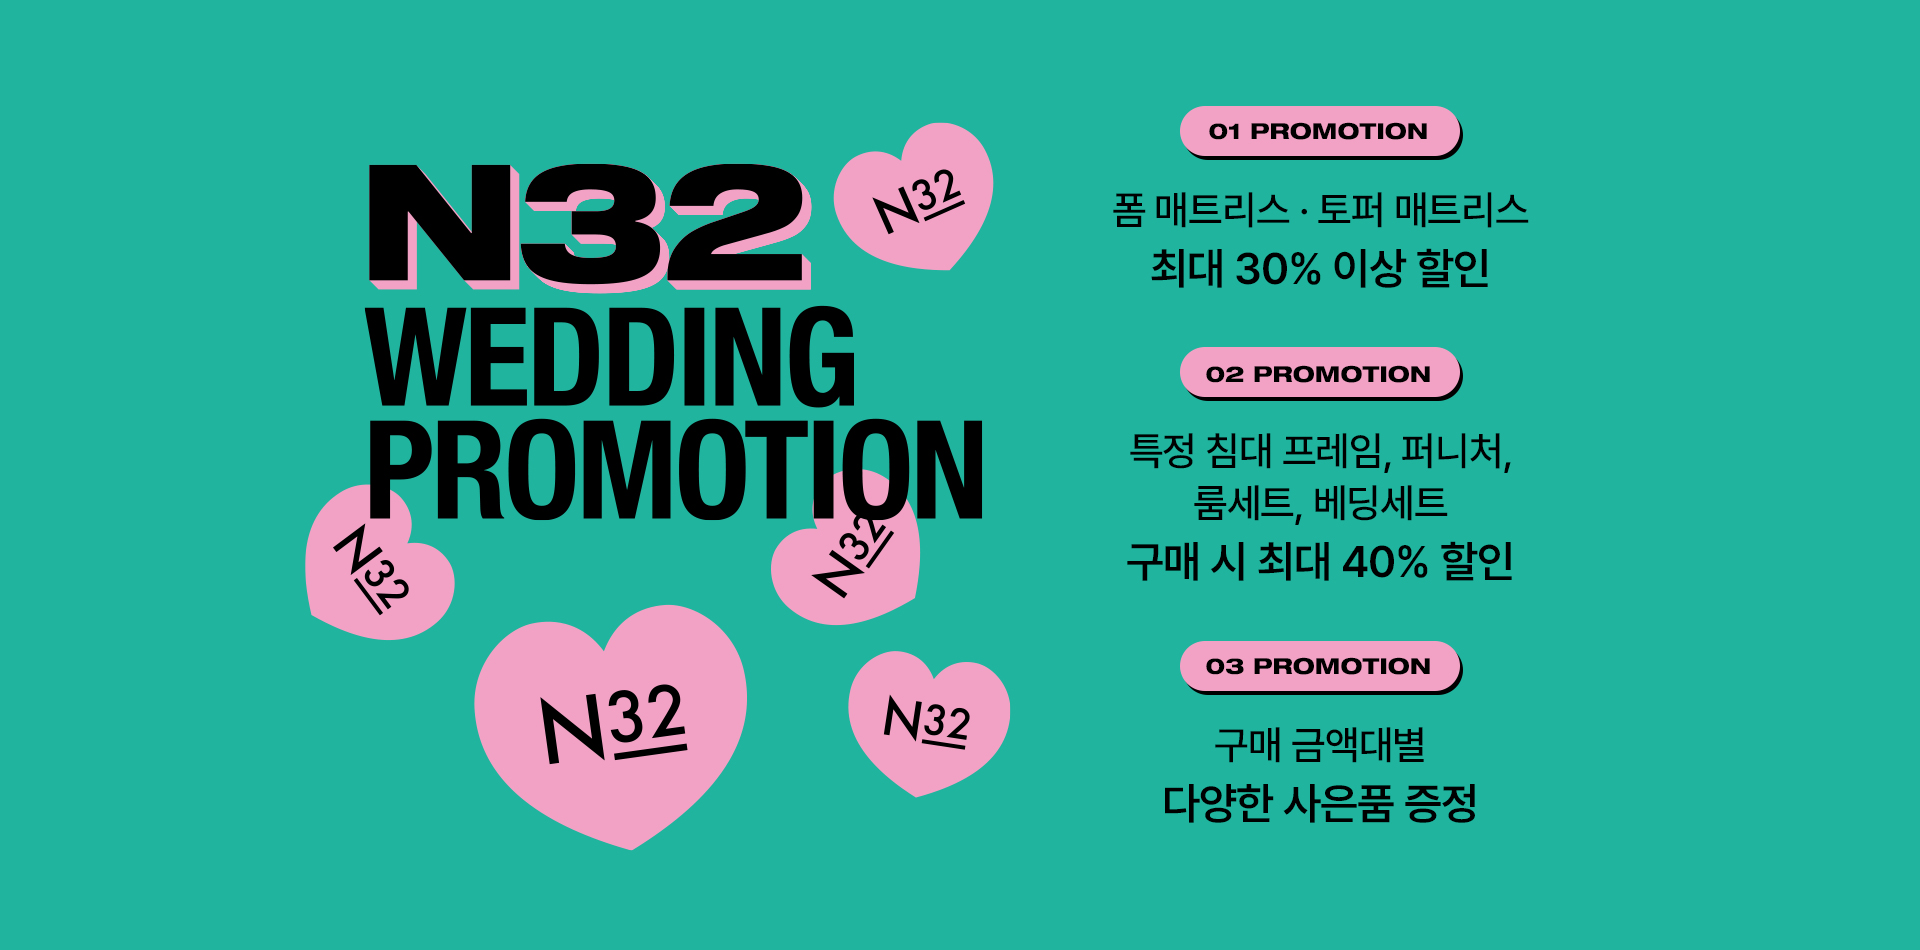 N32
WEDDING
PROMOTION
N32
N32
N32
N32
N32
01 PROMOTION
폼 매트리스 · 토퍼 매트리스
최대 30% 이상 할인
02 PROMOTION
특정 침대 프레임, 퍼니처,
룸세트, 베딩세트
구매 시 최대 40% 할인
03 PROMOTION
구매 금액대별
다양한 사은품 증정